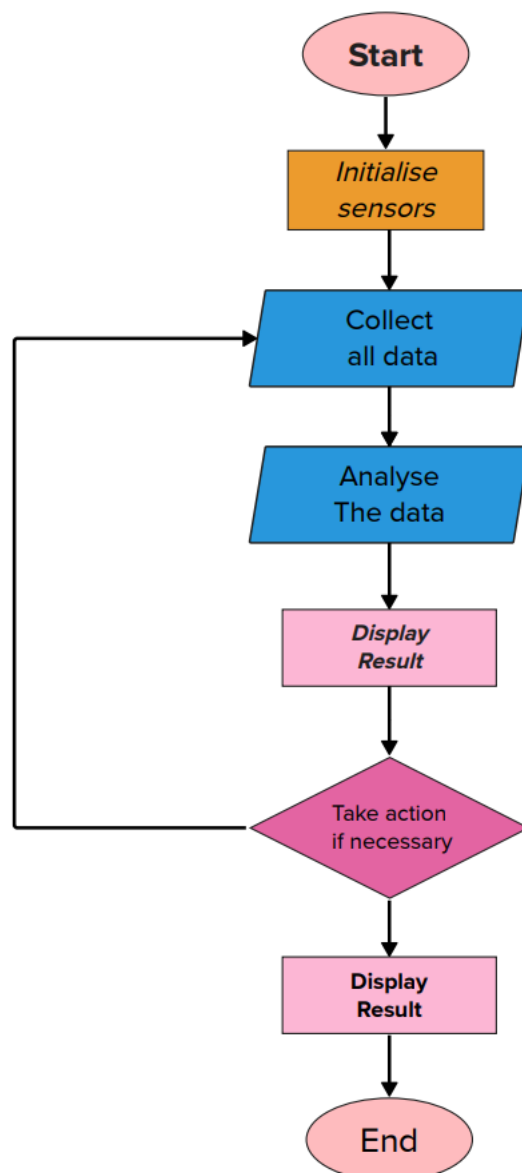 Start
Initialise
sensors
Collect
all data
Analyse
The data
Display
Result
Take action
if necessary
Display
Result
End